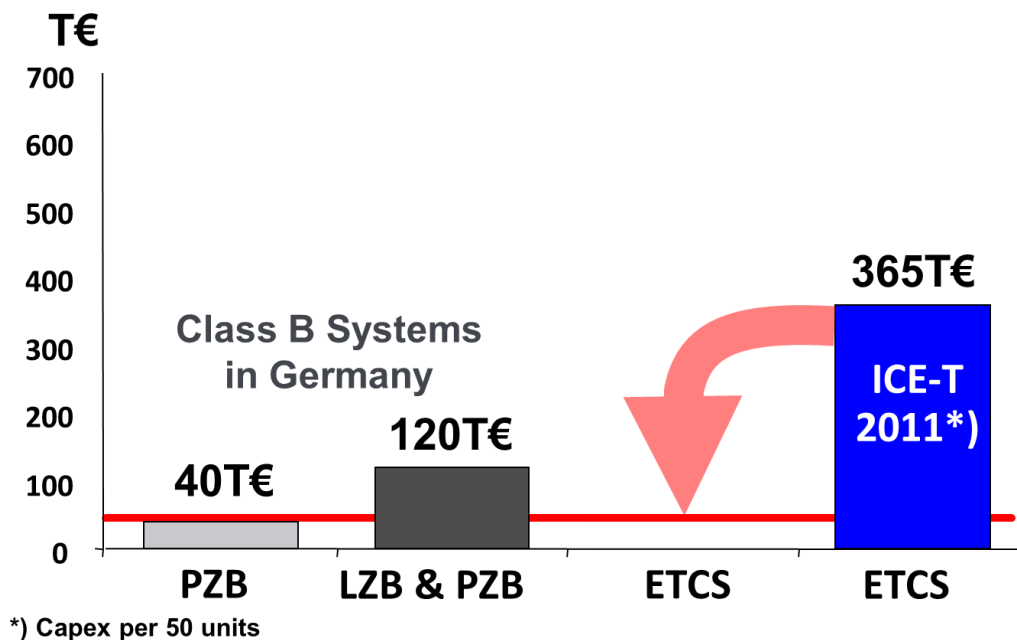 T€
700
600
500
400
300
200
100
0
Class B Systems
in Germany
40T€
120T€
365T€
ICE-T
2011*)
PZB
LZB & PZB
ETCS
ETCS
*) Capex per 50 units